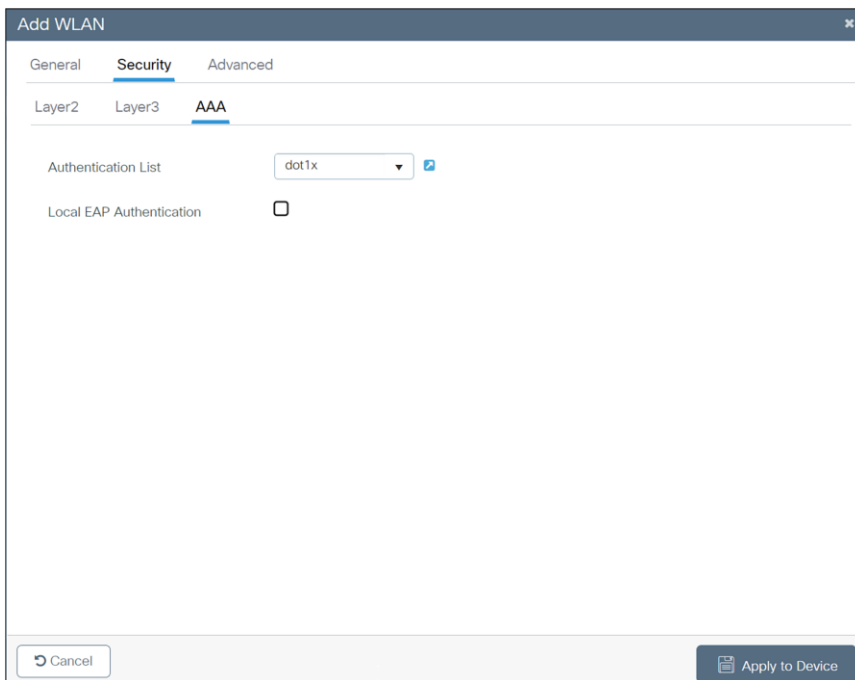 Add WLAN
General Security Advanced
Layer2 Layer3 AAA
Authentication List dot1x
Local EAP Authentication
Cancel Apply to Device